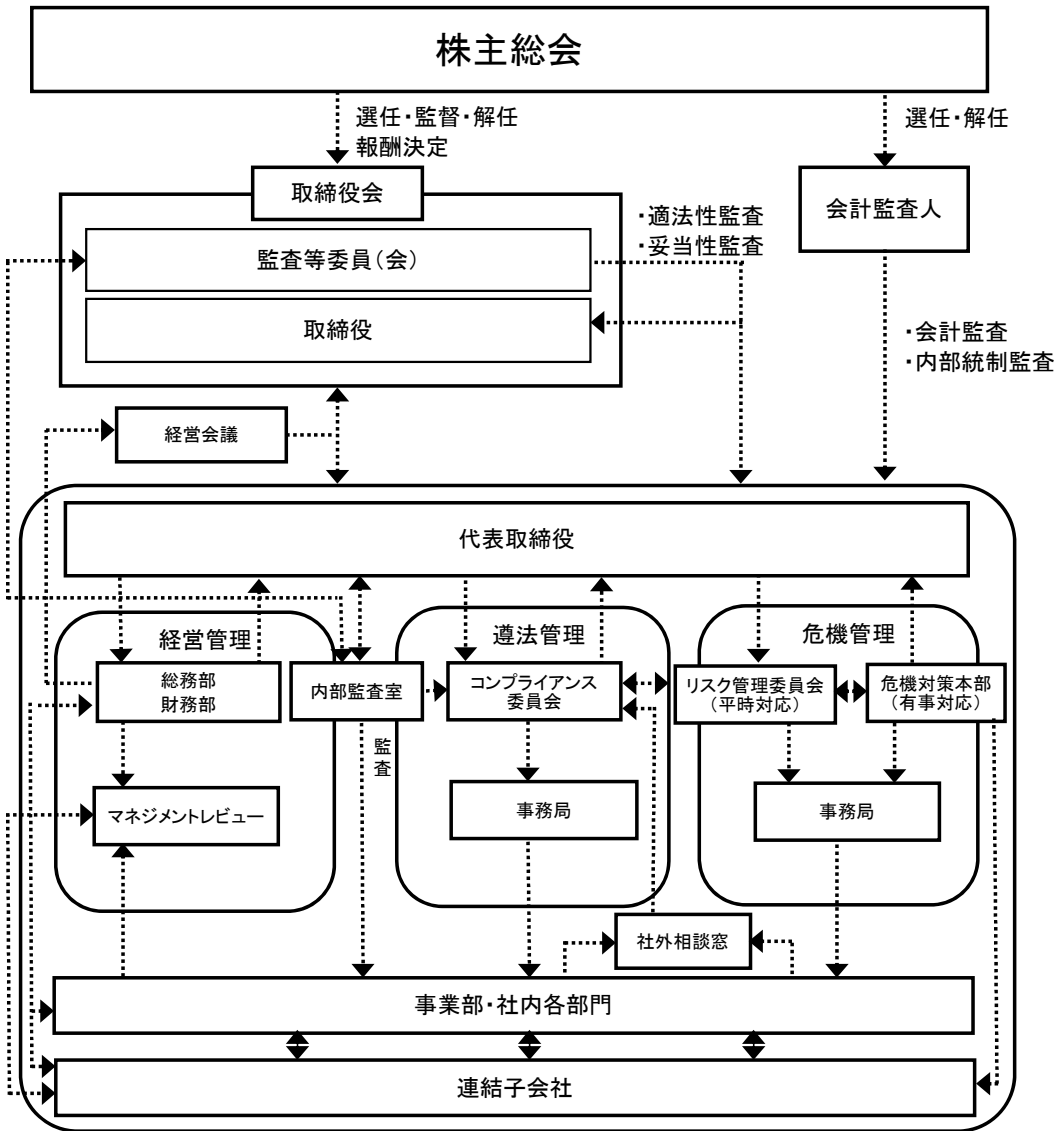 株主総会
選任・監督・解任
報酬決定
選任・解任
取締役会
会計監査人
・適法性監査
・妥当性監査
監査等委員(会)
取締役
・会計監査
・内部統制監査
経営会議
代表取締役
経営管理
遵法管理
危機管理
総務部
財務部
内部監査室
コンプライアンス
委員会
リスク管理委員会
(平時対応)
危機対策本部
(有事対応)
監査
マネジメントレビュー
事務局
事務局
社外相談窓
事業部・社内各部門
連結子会社